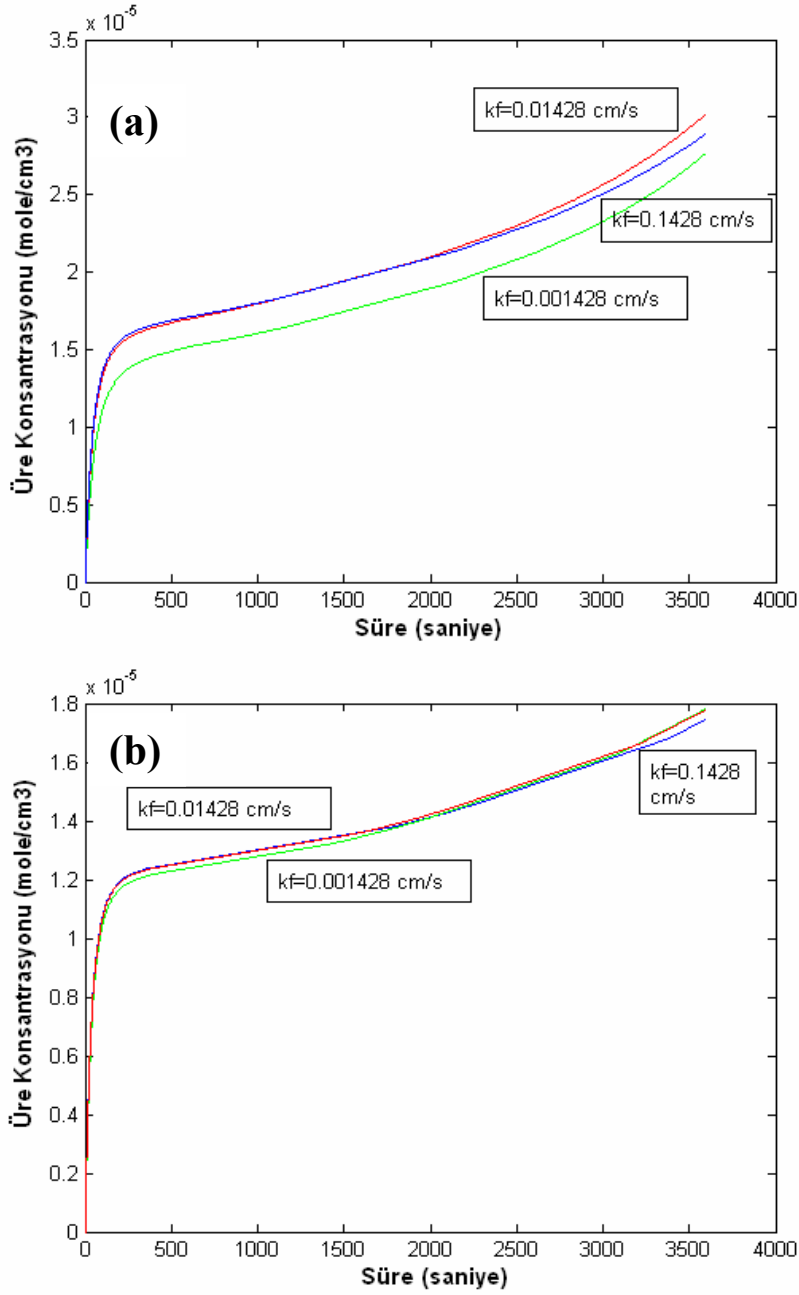 x 10-5
3.5
3
2.5
2
1.5
1
0.5
0
(a)
kf=0.01428 cm/s
kf=0.1428 cm/s
kf=0.001428 cm/s
Üre Konsantrasyonu (mole/cm3)
0 500 1000 1500 2000 2500 3000 3500 4000
Süre (saniye)
x 10-5
1.8
1.6
1.4
1.2
1
0.8
0.6
0.4
0.2
0
(b)
kf=0.1428
cm/s
kf=0.01428 cm/s
kf=0.001428 cm/s
Üre Konsantrasyonu (mole/cm3)
0 500 1000 1500 2000 2500 3000 3500 4000
Süre (saniye)